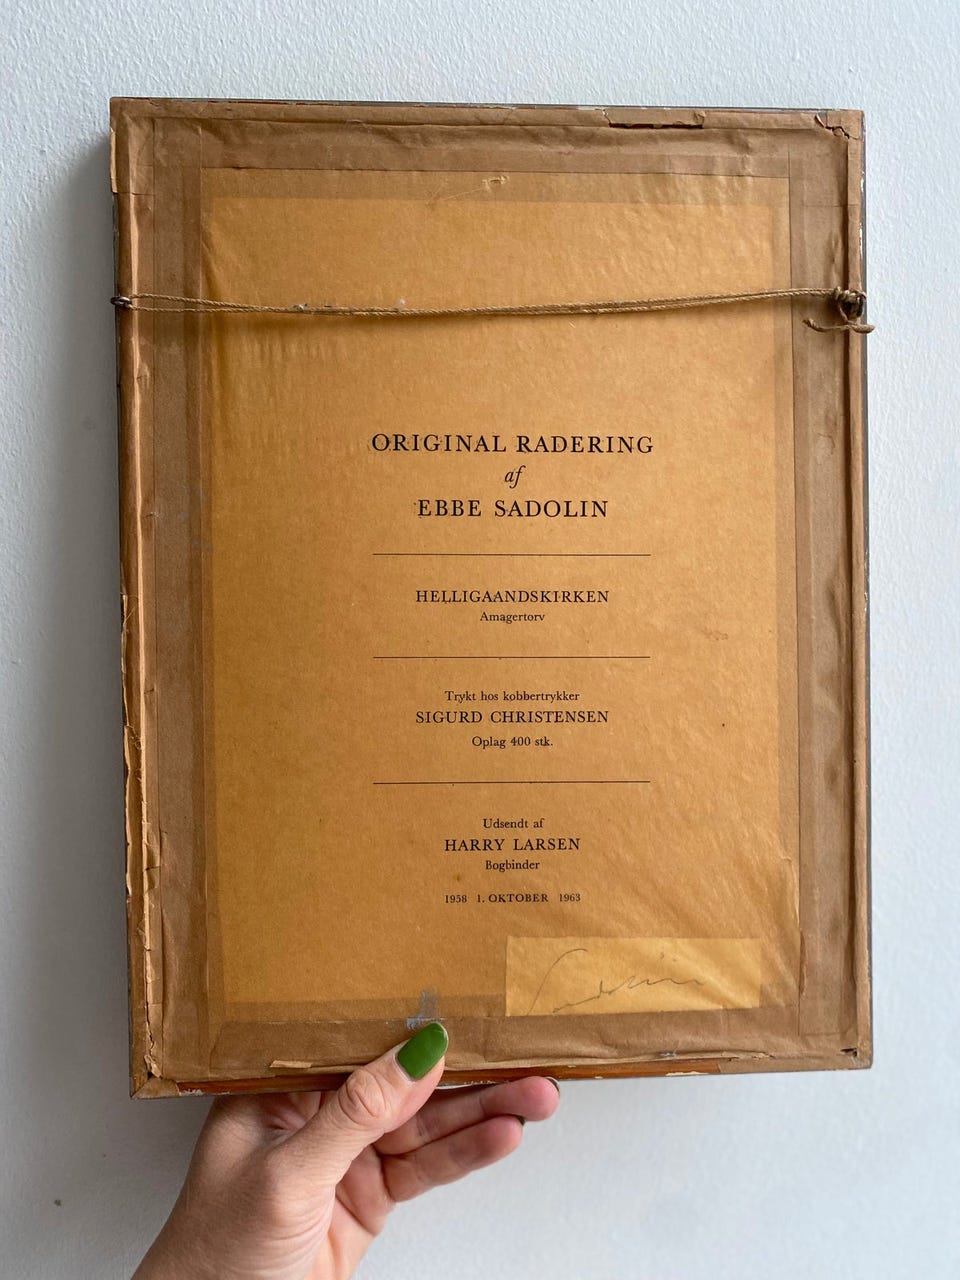 ORIGINAL RADERING
af
EBBE SADOLIN
HELLIGAANDSKIRKEN
Amagertorv
Trykt hos kobbertrykker
SIGURD CHRISTENSEN
Oplag 400 stk.
Udsendt af
HARRY LARSEN
Bogbinder
1958 1. OKTOBER 1963
Sadolin